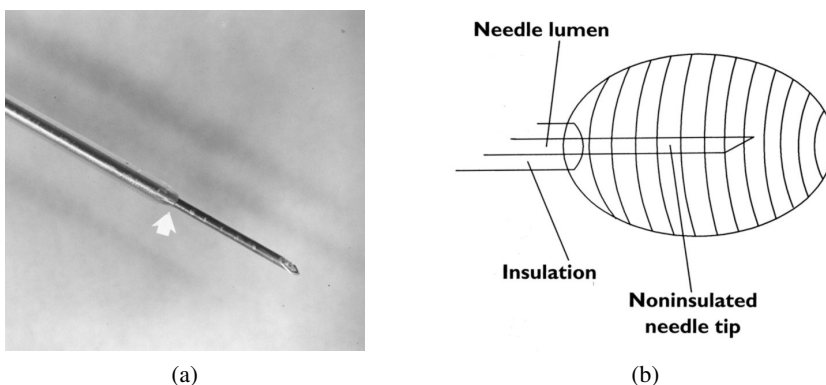 Needle lumen
Insulation
Noninsulated
needle tip
(a)
(b)